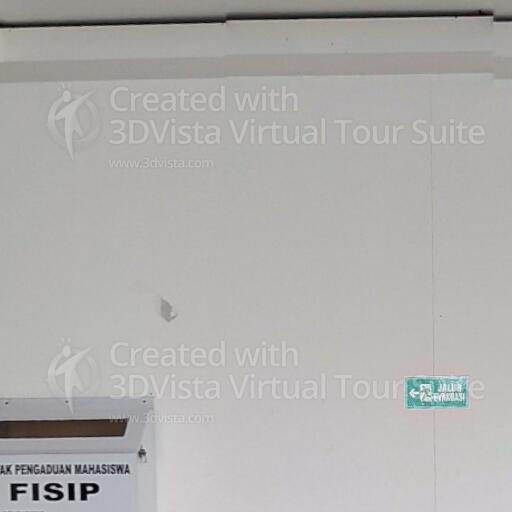 Created with
3DVista Virtual Tour Suite
www.3dvista.com
Created with
3DVista Virtual Tour Suite
www.3dvista.com
JALUR
EVAKUASI
AK PENGADUAN MAHASISWA
FISIP